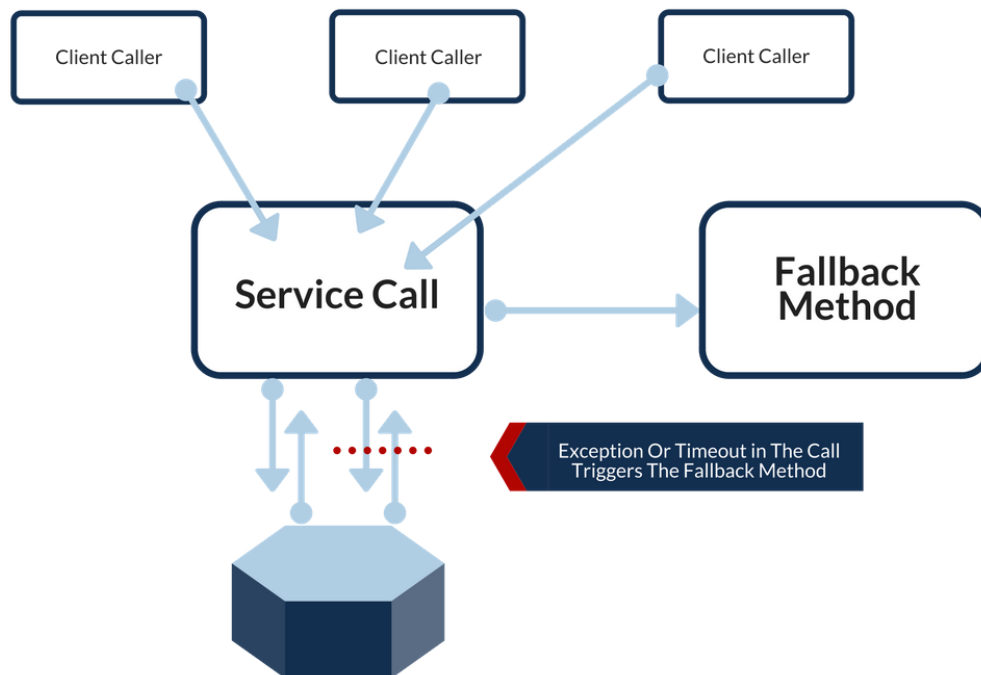 Client Caller
Client Caller
Client Caller
Service Call
Fallback
Method
Exception Or Timeout in The Call
Triggers The Fallback Method